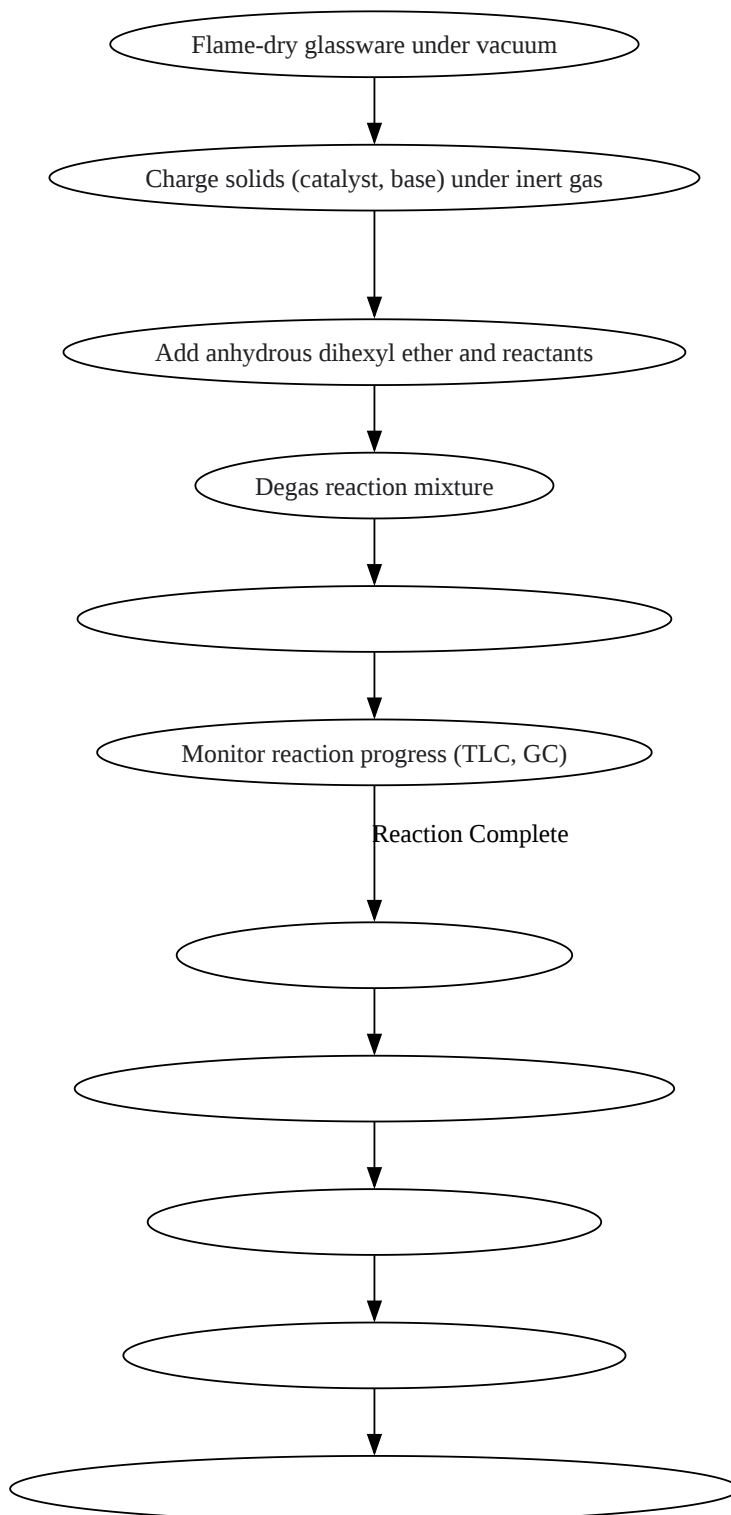 Flame-dry glassware under vacuum
Charge solids (catalyst, base) under inert gas
Add anhydrous dihexyl ether and reactants
Degas reaction mixture
Monitor reaction progress (TLC, GC)
Reaction Complete